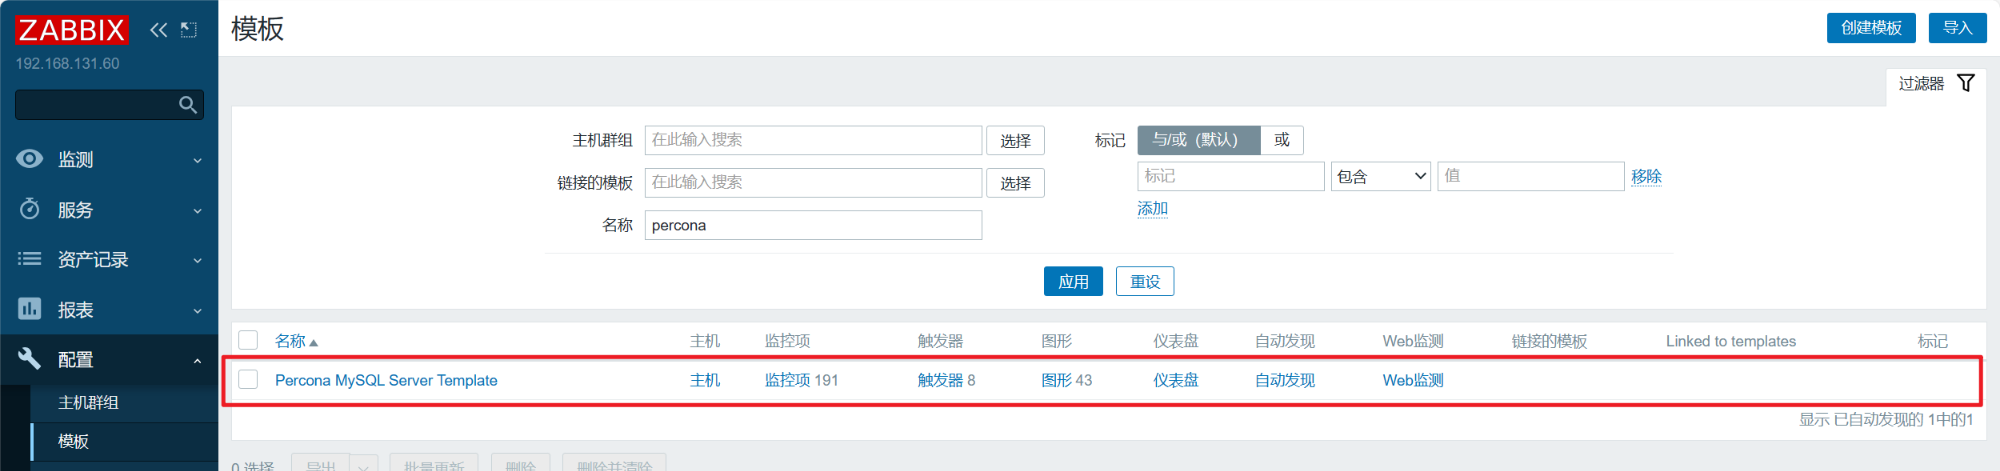 ZABBIX
192.168.131.60
监测
服务
资产记录
报表
配置
主机群组
模板
模板
创建模板
导入
过滤器
主机群组 在此输入搜索 选择
链接的模板 在此输入搜索 选择
名称 percona
标记 与/或（默认） 或
标记 包含 值 移除
添加
应用 重设
名称 主机 监控项 触发器 图形 仪表盘 自动发现 Web监测 链接的模板 Linked to templates 标记
Percona MySQL Server Template 主机 监控项 191 触发器 8 图形 43 仪表盘 自动发现 Web监测
显示 已自动发现的 1中的1
0 选择 导出 批量更新 删除 删除并清除